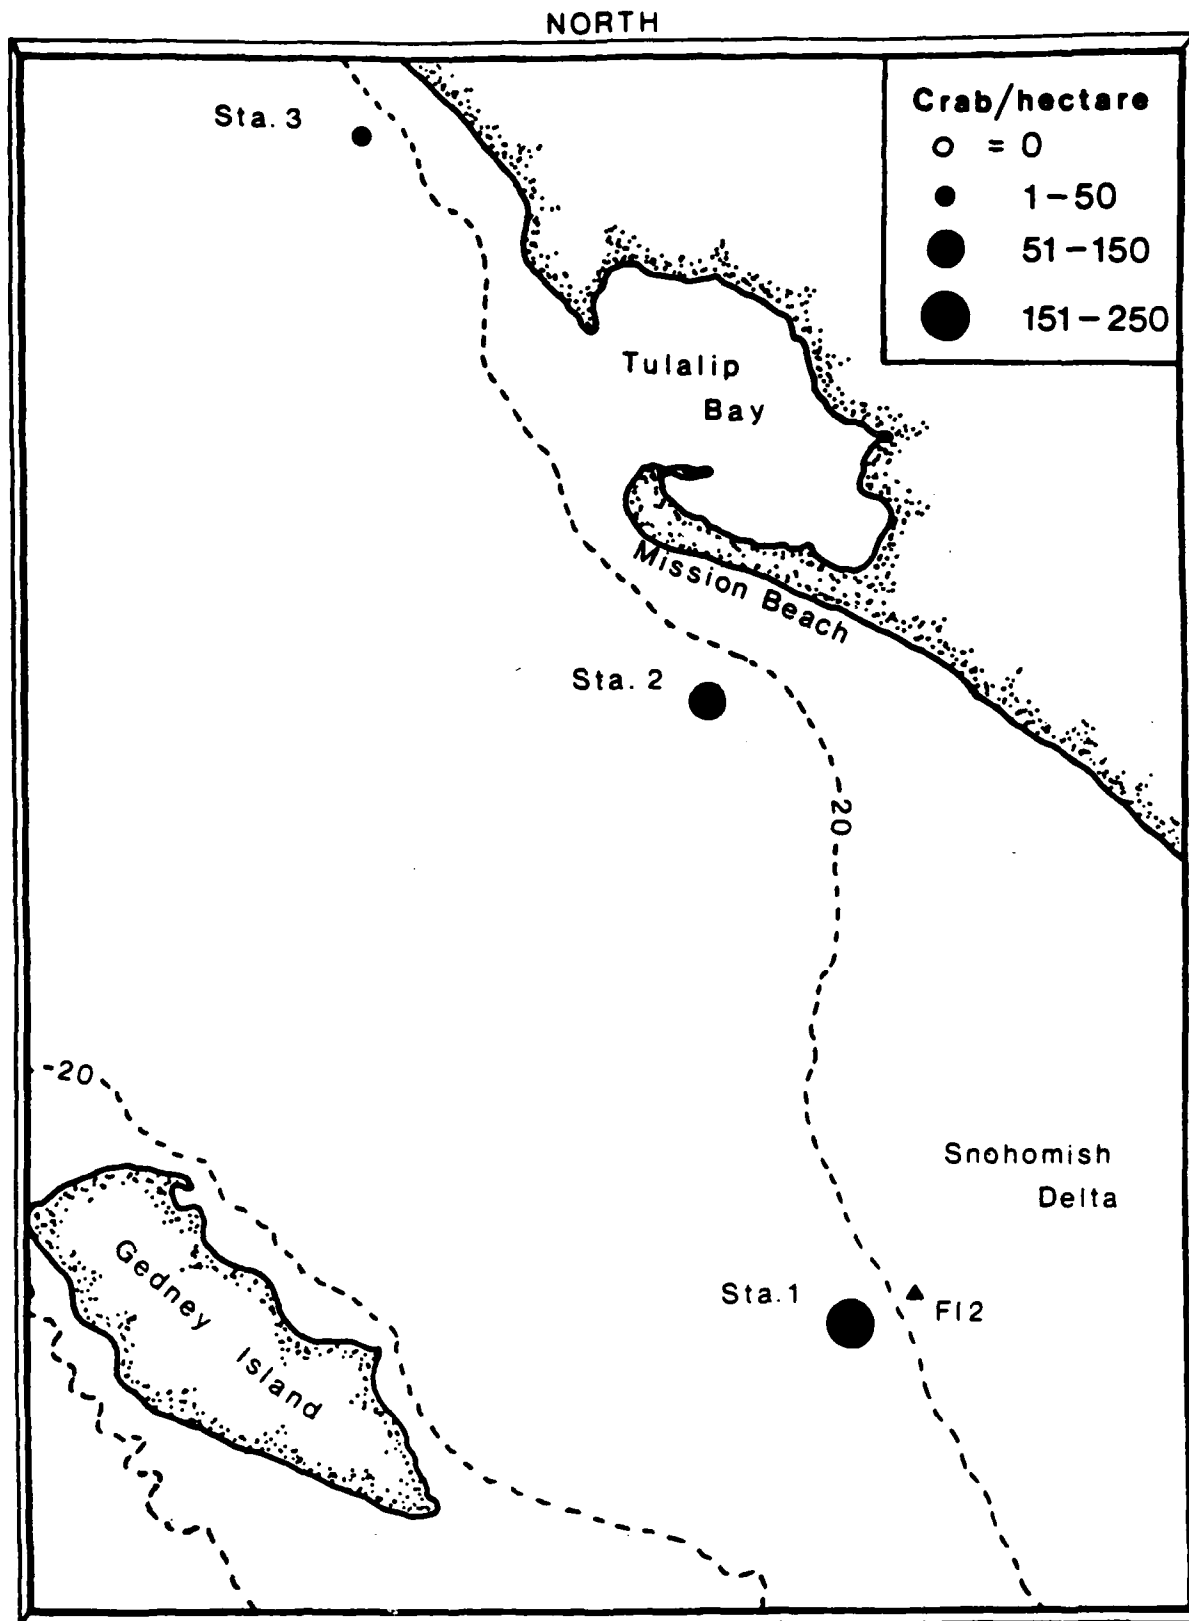 NORTH
Sta. 3
Crab/hectare
= 0
1-50
51-150
151-250
Tulalip
Bay
Mission Beach
Sta. 2
20
-20
Snohomish
Delta
Gedney
Island
Sta. 1
Fl2